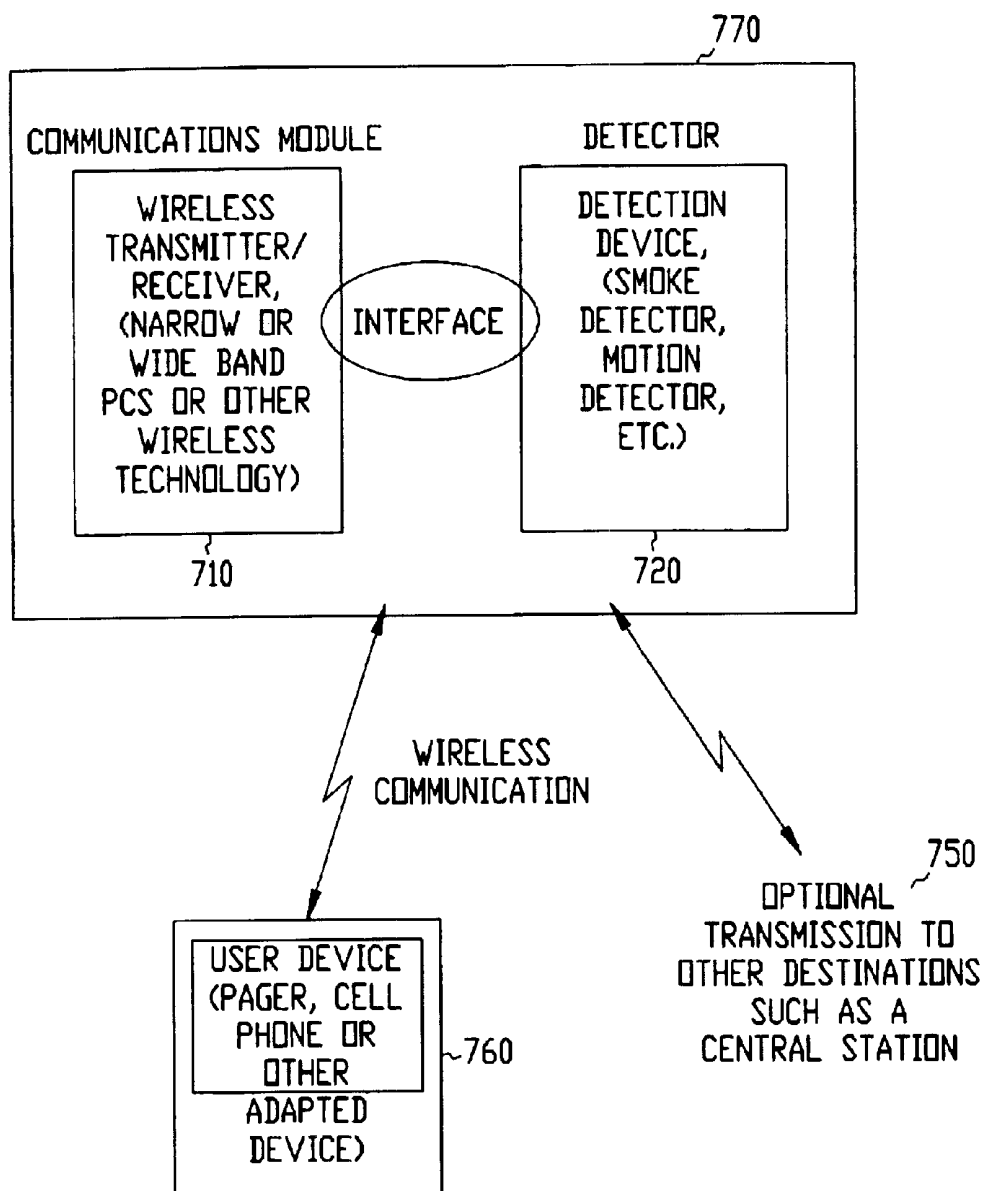 770
COMMUNICATIONS MODULE
DETECTOR
WIRELESS
TRANSMITTER/
RECEIVER,
(NARROW OR
WIDE BAND
PCS OR OTHER
WIRELESS
TECHNOLOGY)
INTERFACE
DETECTION
DEVICE,
(SMOKE
DETECTOR,
MOTION
DETECTOR,
ETC.)
710
720
WIRELESS
COMMUNICATION
750
OPTIONAL
TRANSMISSION TO
OTHER DESTINATIONS
SUCH AS A
CENTRAL STATION
USER DEVICE
(PAGER, CELL
PHONE OR
OTHER
ADAPTED
DEVICE)
760